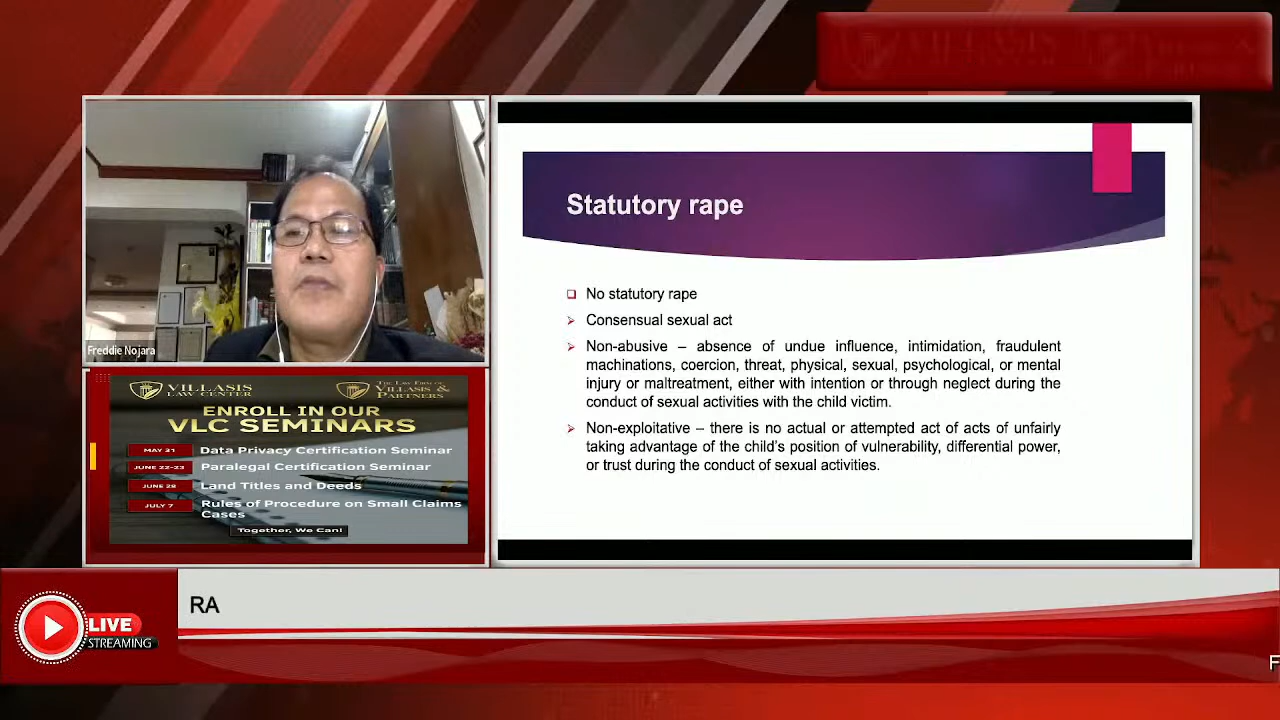 Freddie Nojara
VILLASIS
LAW CENTER
THE LAW FIRM OF
VILLASIS &
PARTNERS
ENROLL IN OUR
VLC SEMINARS
MAY 21 Data Privacy Certification Seminar
JUNE 22-23 Paralegal Certification Seminar
JUNE 28 Land Titles and Deeds
JULY 7 Rules of Procedure on Small Claims
Cases
Together, We Can!
Statutory rape
No statutory rape
Consensual sexual act
Non-abusive – absence of undue influence, intimidation, fraudulent
machinations, coercion, threat, physical, sexual, psychological, or mental
injury or maltreatment, either with intention or through neglect during the
conduct of sexual activities with the child victim.
Non-exploitative – there is no actual or attempted act of acts of unfairly
taking advantage of the child's position of vulnerability, differential power,
or trust during the conduct of sexual activities.
LIVE
STREAMING
RA
F